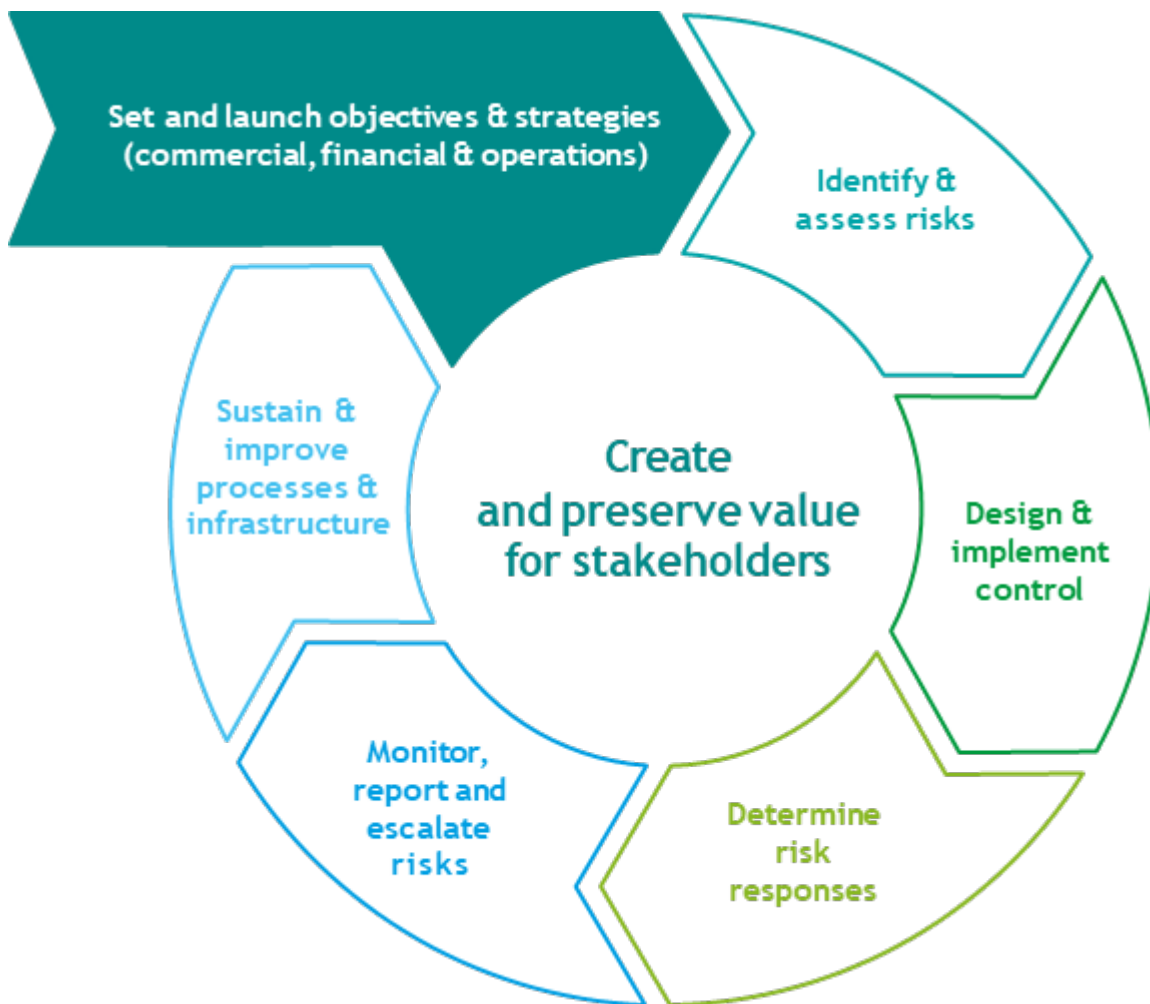 Set and launch objectives & strategies
(commercial, financial & operations)
Identify &
assess risks
Design &
implement
control
Determine
risk
responses
Monitor,
report and
escalate
risks
Sustain &
improve
processes &
infrastructure
Create
and preserve value
for stakeholders